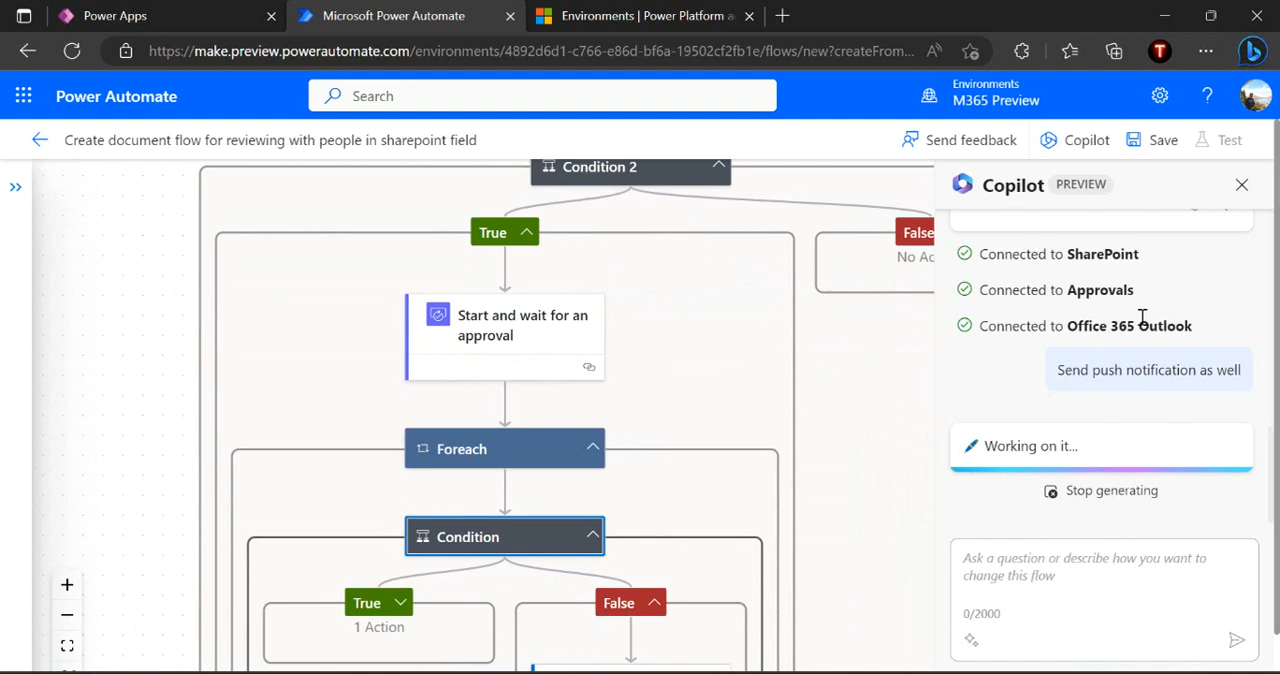 Power Apps
Microsoft Power Automate
Environments | Power Platform a
https://make.preview.powerautomate.com/environments/4892d6d1-c766-e86d-bf6a-19502cf2fb1e/flows/new?createFrom...
T
Power Automate
Search
Environments
M365 Preview
Create document flow for reviewing with people in sharepoint field
Send feedback
Copilot
Save
Test
Condition 2
True
False
No Ac
Start and wait for an
approval
Foreach
Condition
True
1 Action
False
Copilot
PREVIEW
Connected to SharePoint
Connected to Approvals
Connected to Office 365 Outlook
Send push notification as well
Working on it...
Stop generating
Ask a question or describe how you want to
change this flow
0/2000